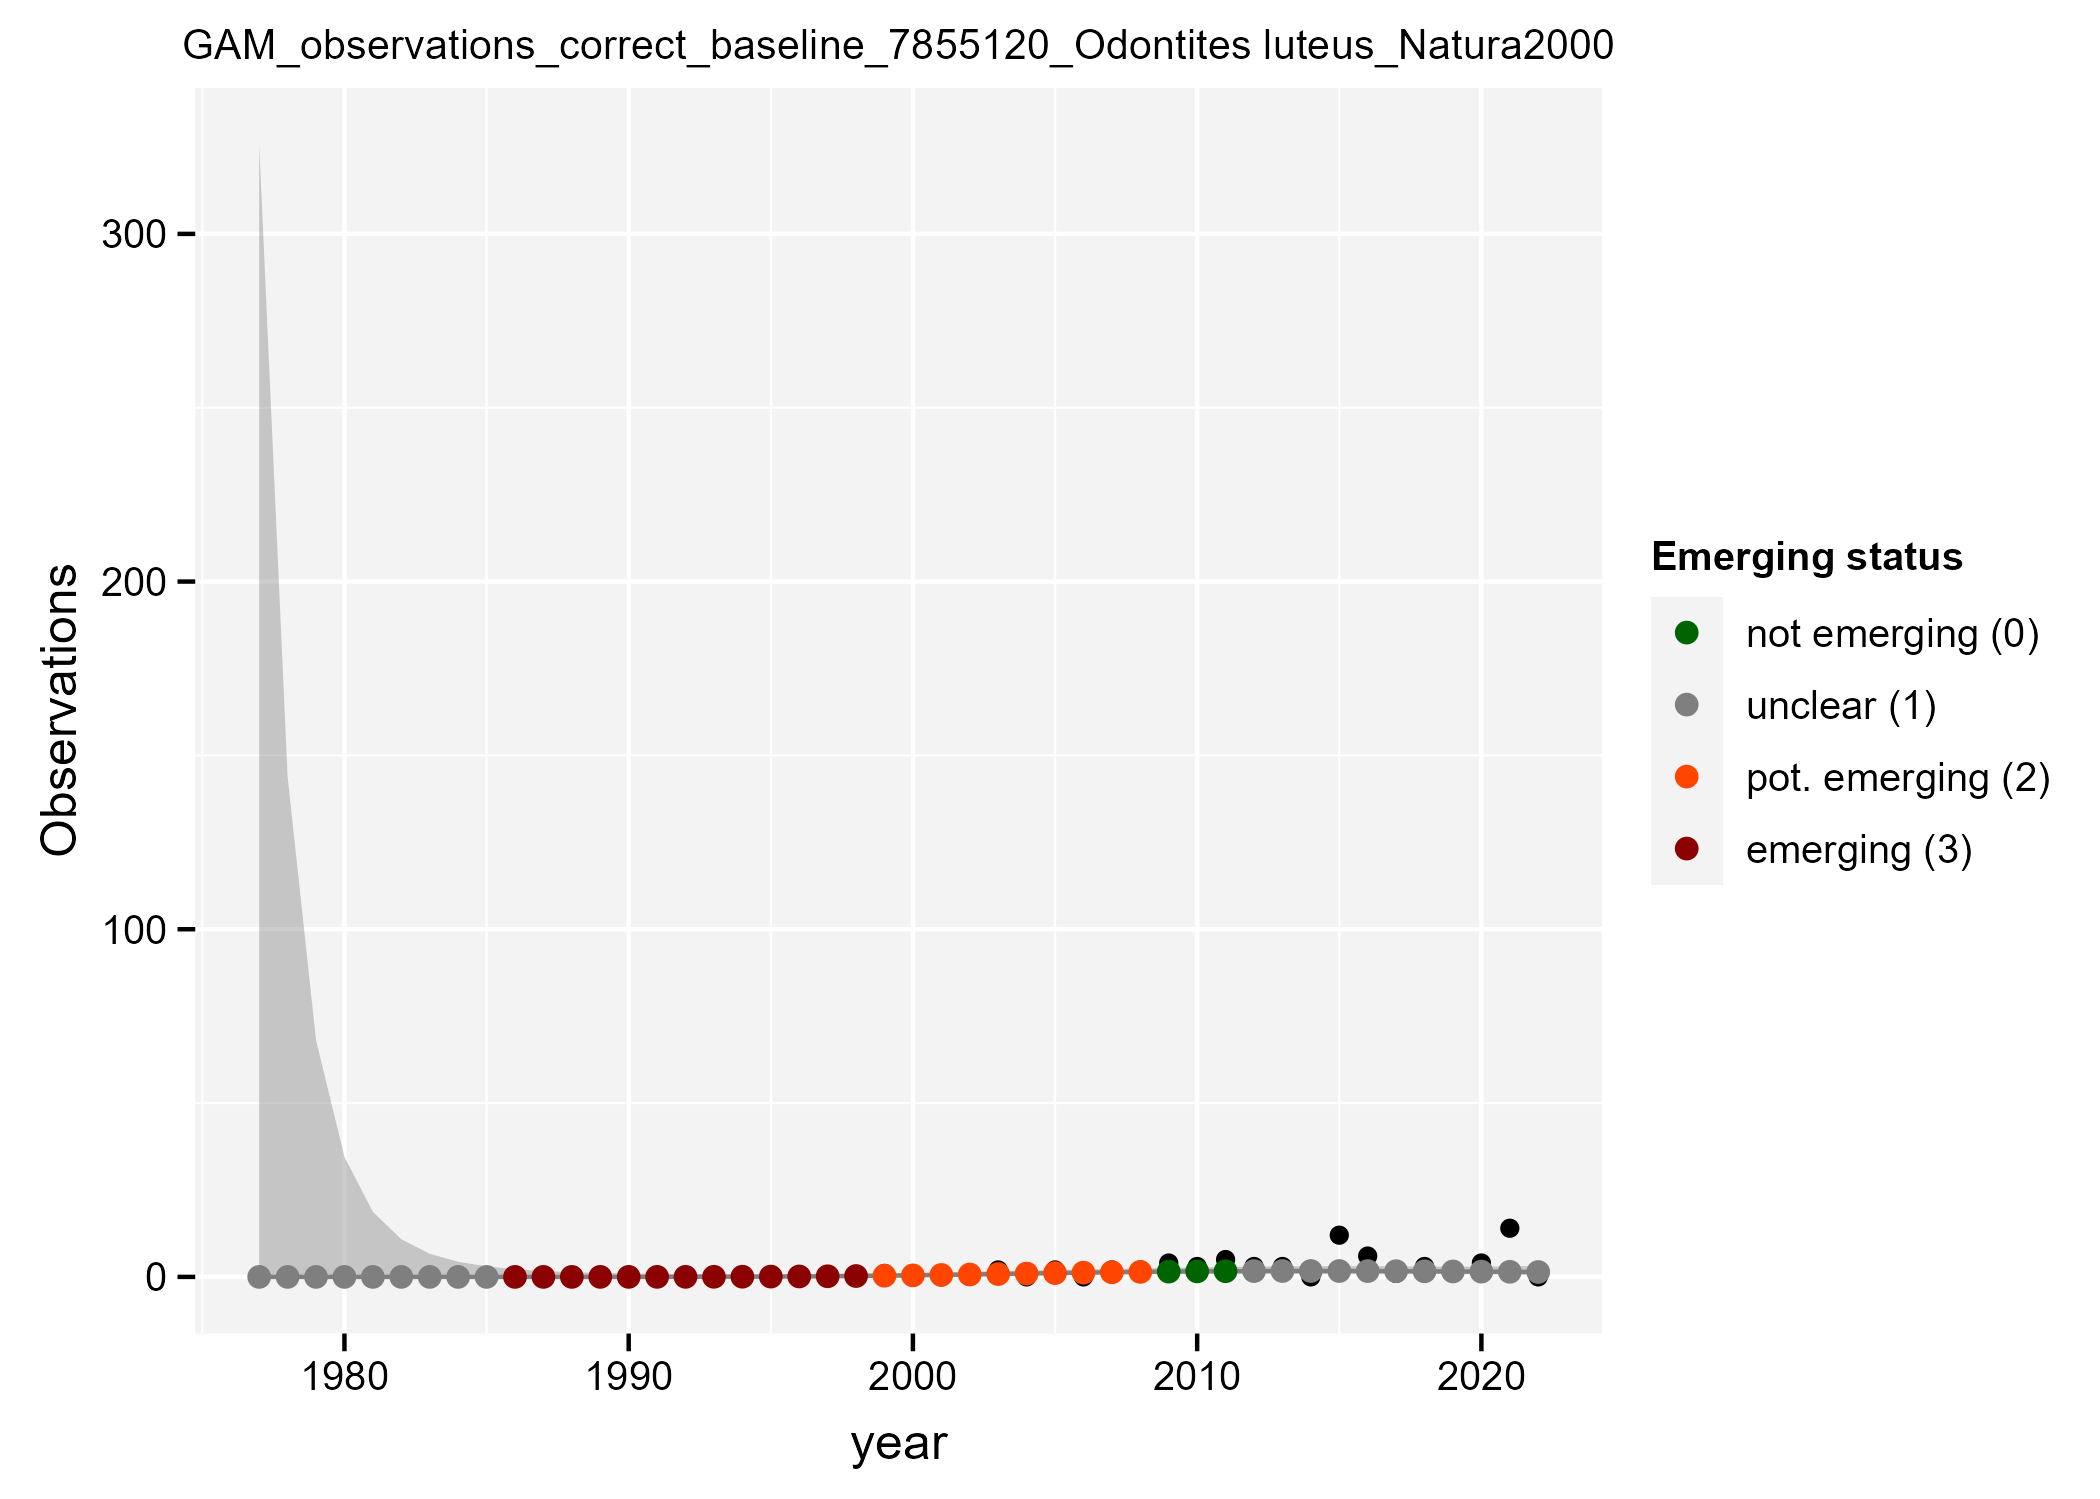 GAM_observations_correct_baseline_7855120_Odontites luteus_Natura2000
Observations
300
200
100
0
1980
1990
2000
2010
2020
year
Emerging status
not emerging (0)
unclear (1)
pot. emerging (2)
emerging (3)